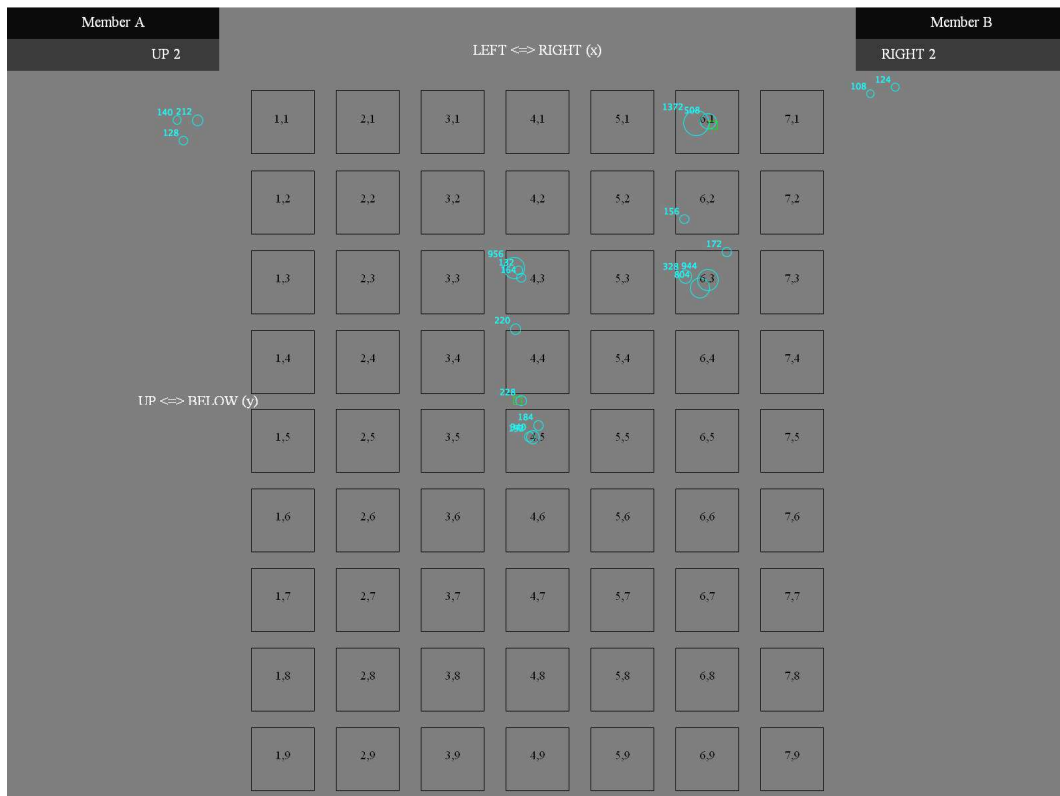 Member A
Member B
UP 2
LEFT <=> RIGHT (x)
RIGHT 2
108 124
140 212
128
1372 508
1,1 2,1 3,1 4,1 5,1 6,1 7,1
1,2 2,2 3,2 4,2 5,2 6,2 7,2
156
172
956
132
164
328 944
804
1,3 2,3 3,3 4,3 5,3 6,3 7,3
220
1,4 2,4 3,4 4,4 5,4 6,4 7,4
228
UP <=> BELOW (y)
184
1,5 2,5 3,5 4,5 5,5 6,5 7,5
1,6 2,6 3,6 4,6 5,6 6,6 7,6
1,7 2,7 3,7 4,7 5,7 6,7 7,7
1,8 2,8 3,8 4,8 5,8 6,8 7,8
1,9 2,9 3,9 4,9 5,9 6,9 7,9